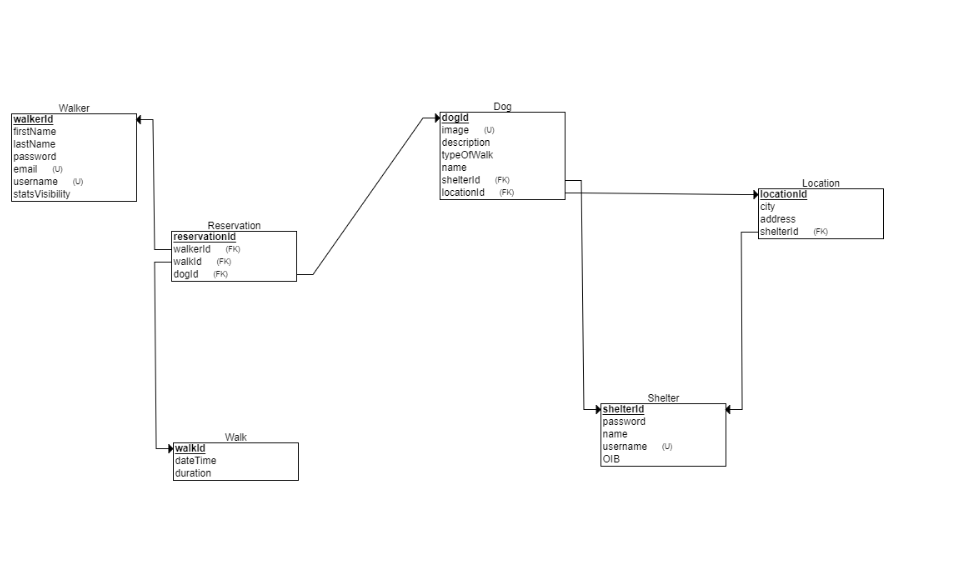 Walker
walkerId
firstName
lastName
password
email (U)
username (U)
statsVisibility
Reservation
reservationId
walkerId (FK)
walkId (FK)
dogId (FK)
Walk
walkId
dateTime
duration
Dog
dogId
image (U)
description
typeOfWalk
name
shelterId (FK)
locationId (FK)
Location
locationId
city
address
shelterId (FK)
Shelter
shelterId
password
name
username (U)
OIB